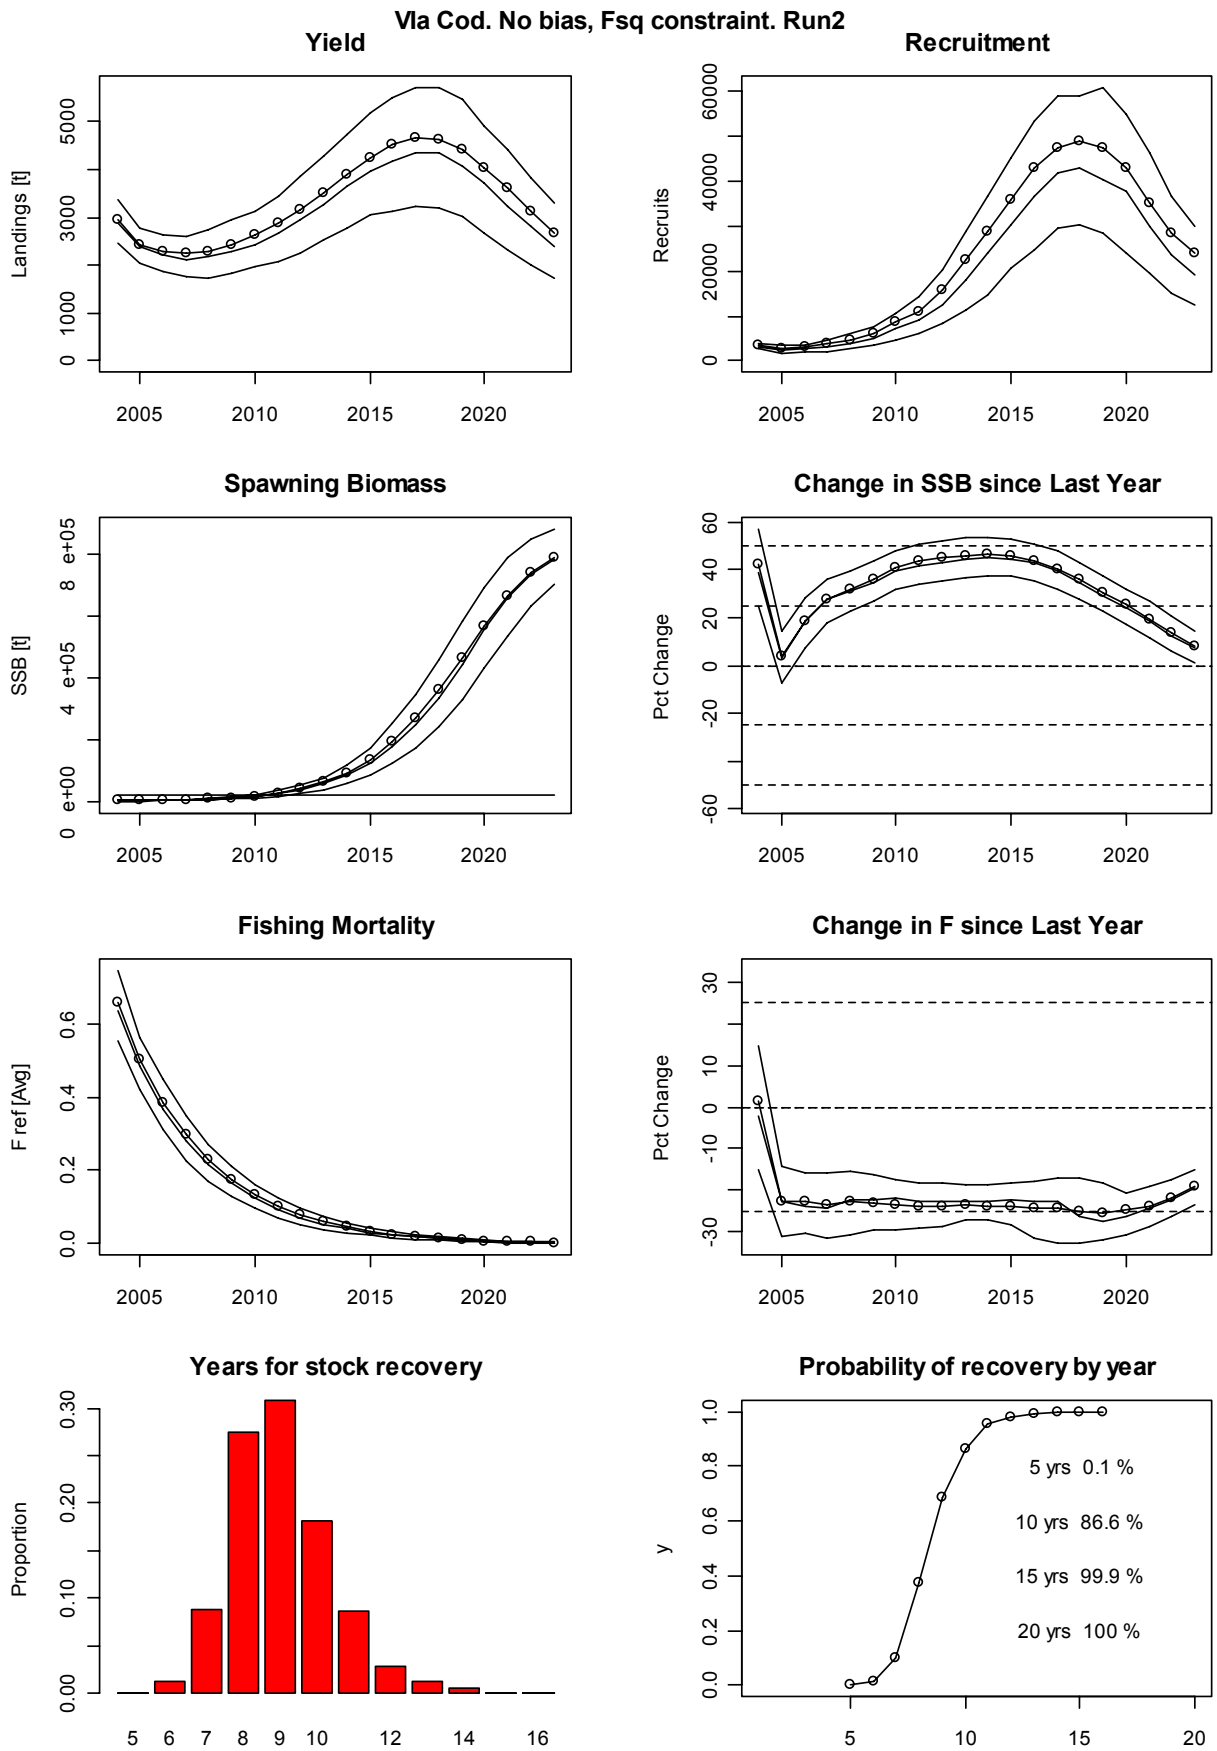 VIa Cod. No bias, Fsq constraint. Run2
Yield
Recruitment
Landings [t]
0 1000 3000 5000
2005 2010 2015 2020
Recruits
0 20000 40000 60000
2005 2010 2015 2020
Spawning Biomass
Change in SSB since Last Year
SSB [t]
0 e+00 4 e+05 8 e+05
2005 2010 2015 2020
Pct Change
-60 -20 0 20 40 60
2005 2010 2015 2020
Fishing Mortality
Change in F since Last Year
F ref [Avg]
0.0 0.2 0.4 0.6
2005 2010 2015 2020
Pct Change
-30 -10 0 10 30
2005 2010 2015 2020
Years for stock recovery
Probability of recovery by year
Proportion
0.00 0.10 0.20 0.30
5 6 7 8 9 10 12 14 16
y
0.0 0.2 0.4 0.6 0.8 1.0
5 yrs 0.1 %
10 yrs 86.6 %
15 yrs 99.9 %
20 yrs 100 %
5 10 15 20